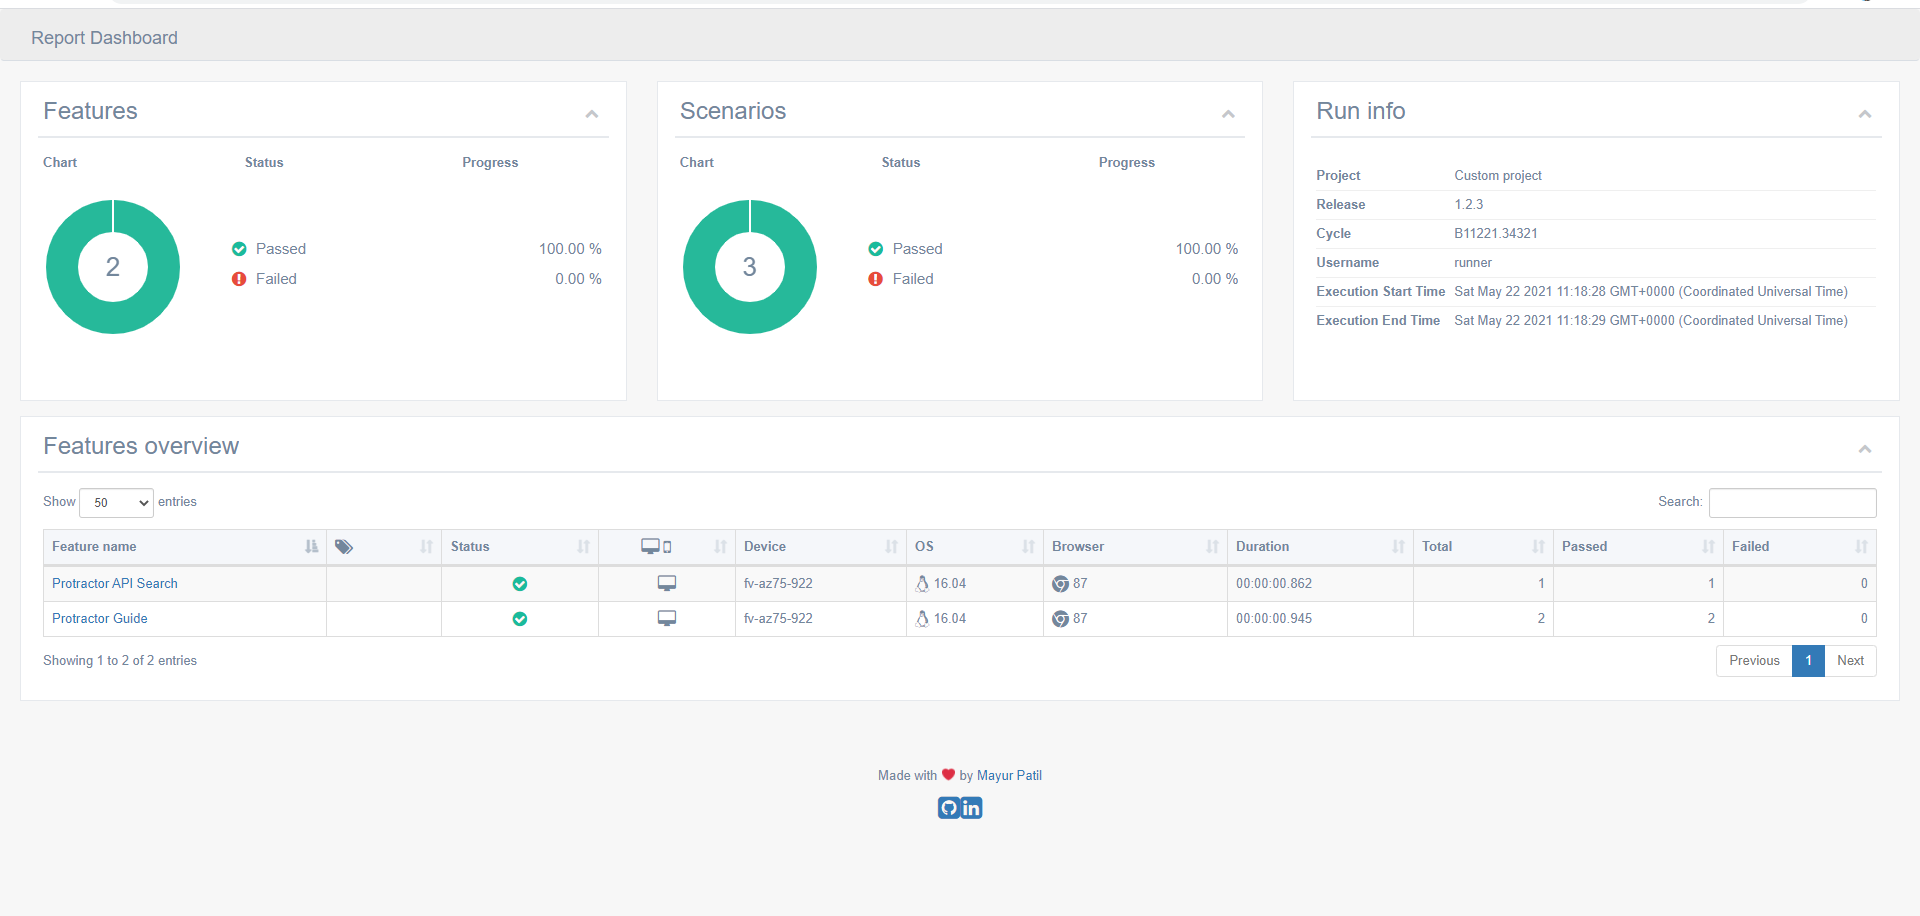 Report Dashboard
Features
Chart Status Progress
2
Passed 100.00 %
Failed 0.00 %
Scenarios
Chart Status Progress
3
Passed 100.00 %
Failed 0.00 %
Run info
Project Custom project
Release 1.2.3
Cycle B11221.34321
Username runner
Execution Start Time Sat May 22 2021 11:18:28 GMT+0000 (Coordinated Universal Time)
Execution End Time Sat May 22 2021 11:18:29 GMT+0000 (Coordinated Universal Time)
Features overview
Show 50 entries Search:
Feature name Status Device OS Browser Duration Total Passed Failed
Protractor API Search fv-az75-922 16.04 87 00:00:00.862 1 1 0
Protractor Guide fv-az75-922 16.04 87 00:00:00.945 2 2 0
Showing 1 to 2 of 2 entries Previous 1 Next
Made with ❤ by Mayur Patil
in